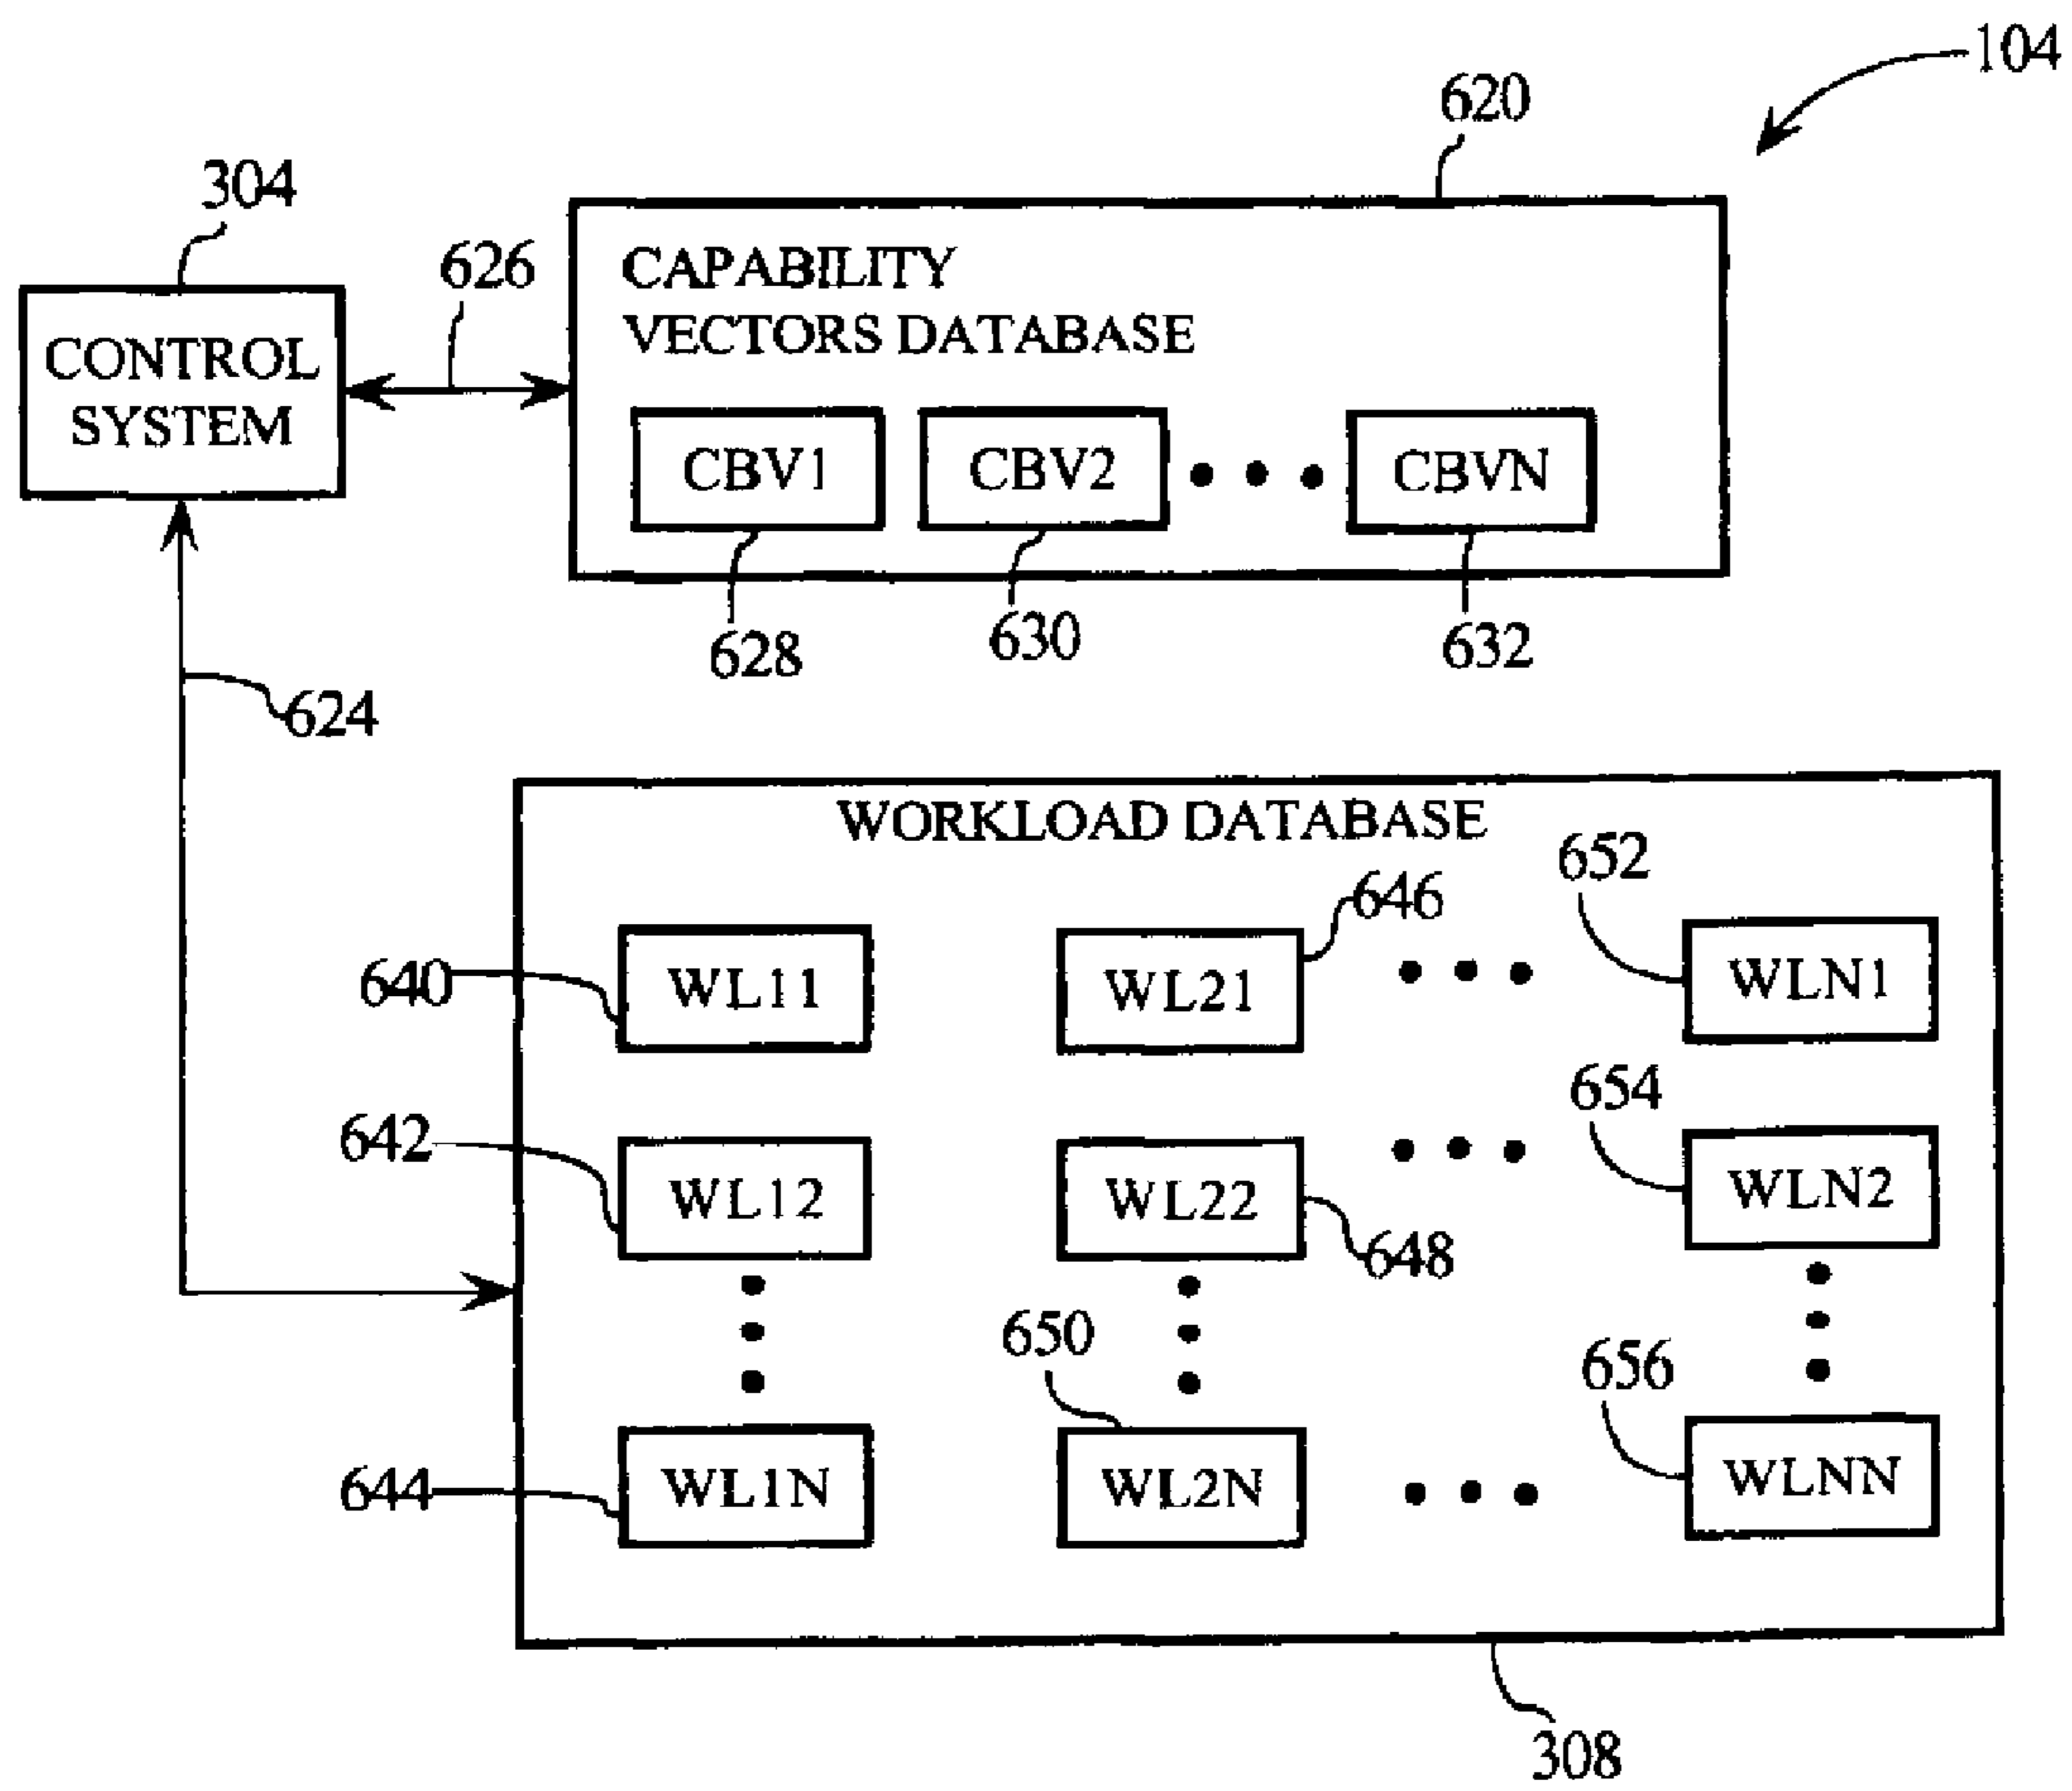 104
620
304
626
CAPABILITY
VECTORS DATABASE
CONTROL
SYSTEM
CBV1 CBV2 CBVN
628 630 632
624
WORKLOAD DATABASE
652
646
640 WL11 WL21 WLN1
654
642 WL12 WL22 WLN2
648
650 656
644 WL1N WL2N WLNN
308